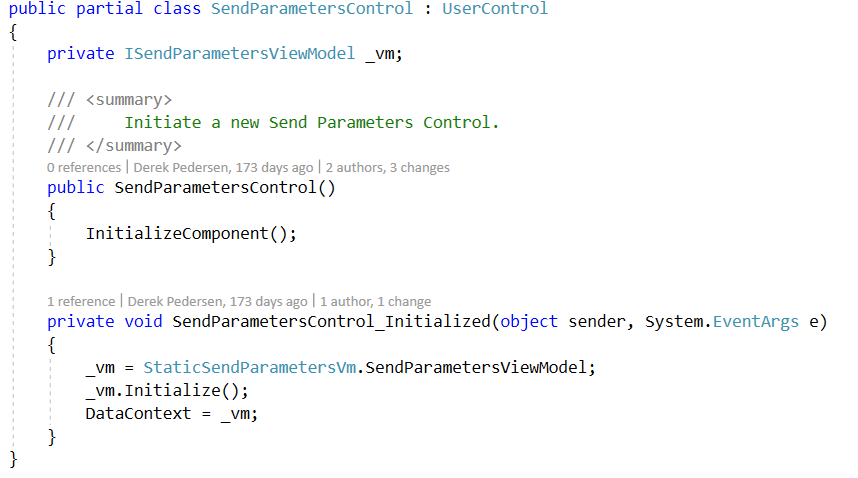 public partial class SendParametersControl : UserControl
{
private ISendParametersViewModel _vm;
/// <summary>
///     Initiate a new Send Parameters Control.
/// </summary>
0 references | Derek Pedersen, 173 days ago | 2 authors, 3 changes
public SendParametersControl()
{
InitializeComponent();
}
1 reference | Derek Pedersen, 173 days ago | 1 author, 1 change
private void SendParametersControl_Initialized(object sender, System.EventArgs e)
{
_vm = StaticSendParametersVm.SendParametersViewModel;
_vm.Initialize();
DataContext = _vm;
}
}